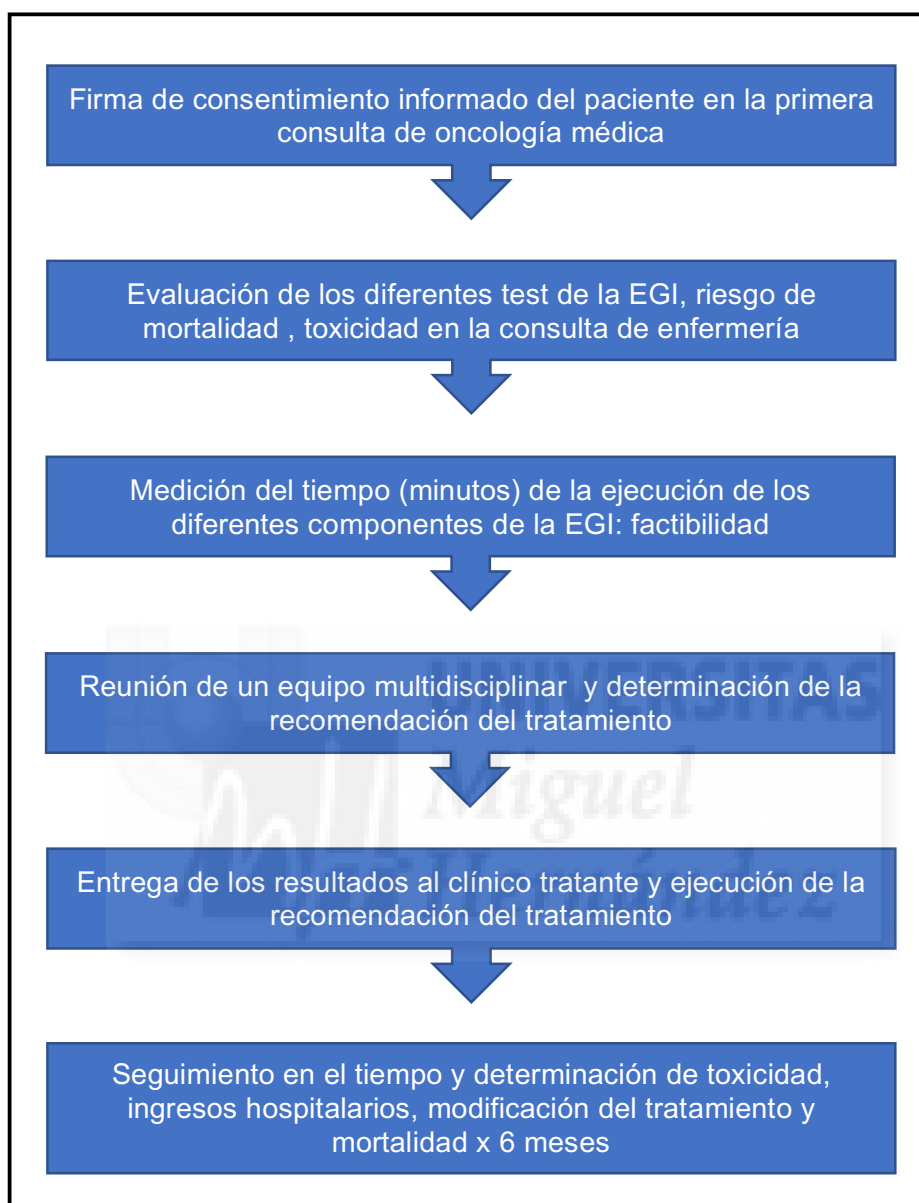 Firma de consentimiento informado del paciente en la primera
consulta de oncología médica
Evaluación de los diferentes test de la EGI, riesgo de
mortalidad , toxicidad en la consulta de enfermería
Medición del tiempo (minutos) de la ejecución de los
diferentes componentes de la EGI: factibilidad
Reunión de un equipo multidisciplinar y determinación de la
recomendación del tratamiento
UNIVERSITAS
Miguel
Hernández
Entrega de los resultados al clínico tratante y ejecución de la
recomendación del tratamiento
Seguimiento en el tiempo y determinación de toxicidad,
ingresos hospitalarios, modificación del tratamiento y
mortalidad x 6 meses